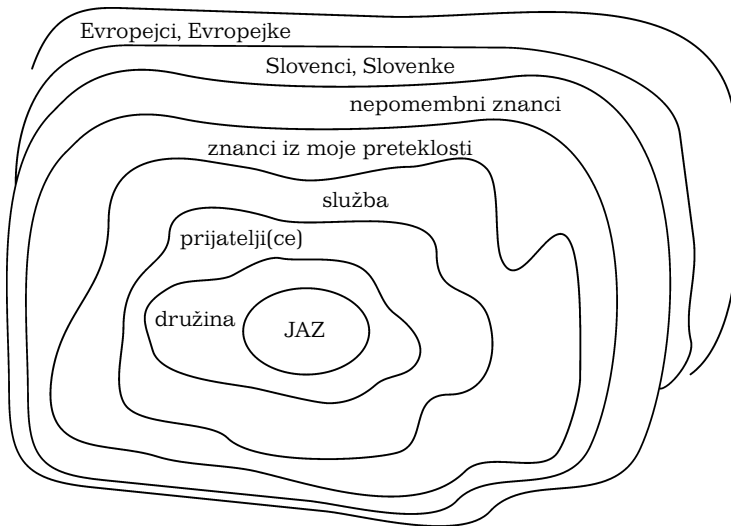 Evropejci, Evropejke
Slovenci, Slovenke
nepomembni znanci
znanci iz moje preteklosti
služba
prijatelji(ce)
družina
JAZ